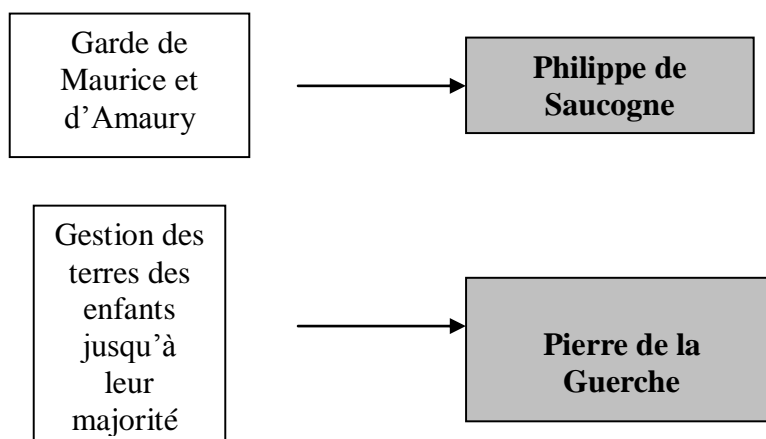 Garde de
Maurice et
d’Amaury
Philippe de
Saucogne
Gestion des
terres des
enfants
jusqu’à
leur
majorité
Pierre de la
Guerche